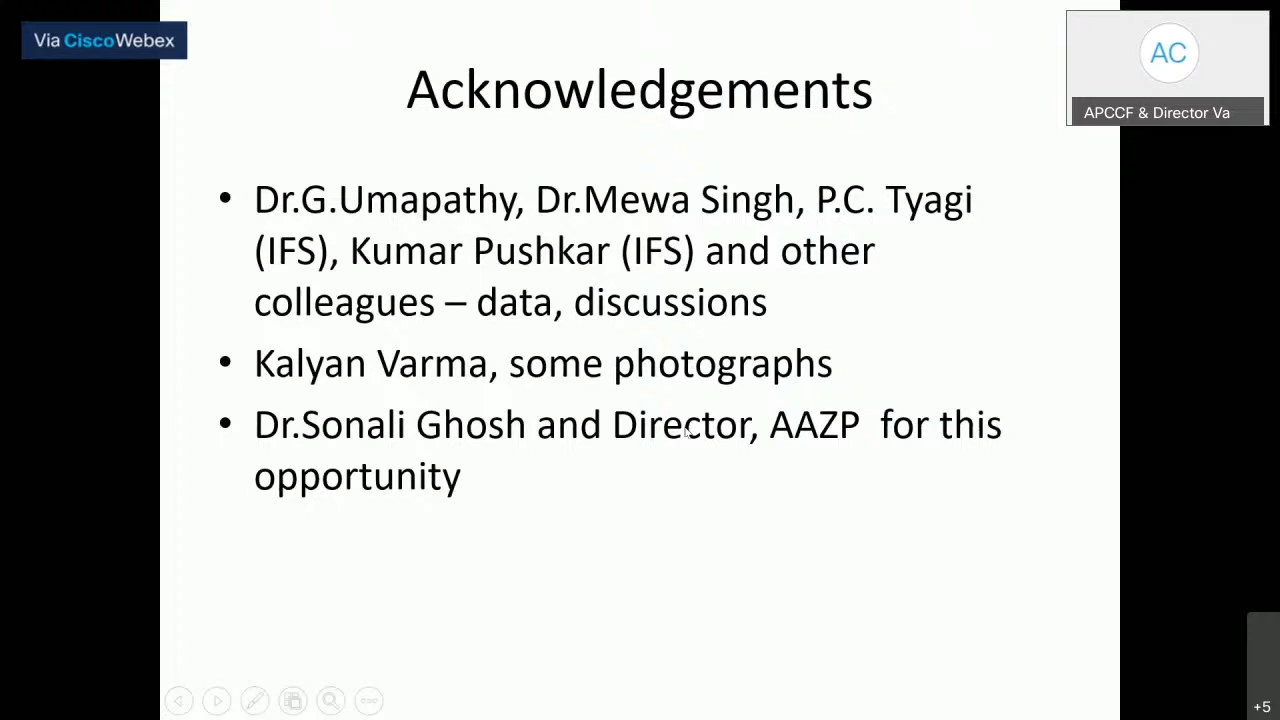 Via CiscoWebex
AC
APCCF & Director Va
Acknowledgements
• Dr.G.Umapathy, Dr.Mewa Singh, P.C. Tyagi
(IFS), Kumar Pushkar (IFS) and other
colleagues – data, discussions
• Kalyan Varma, some photographs
• Dr.Sonali Ghosh and Director, AAZP for this
opportunity
+5